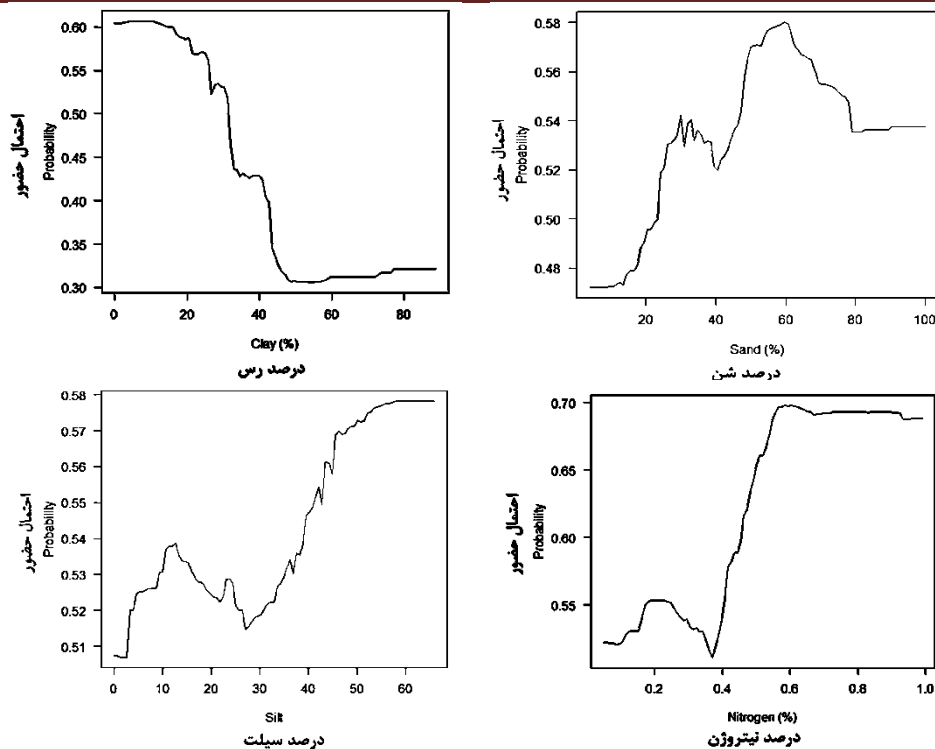 0.60
0.55
0.50
0.45
0.40
0.35
0.30
احتمال حضور
Probability
0
20
40
60
80
Clay (%)
درصد رس
0.58
0.56
0.54
0.52
0.50
0.48
احتمال حضور
Probability
20
40
60
80
100
Sand (%)
درصد شن
0.58
0.57
0.56
0.55
0.54
0.53
0.52
0.51
احتمال حضور
Probability
0
10
20
30
40
50
60
Silt
درصد سیلت
0.70
0.65
0.60
0.55
احتمال حضور
Probability
0.2
0.4
0.6
0.8
1.0
Nitrogen (%)
درصد نیتروژن